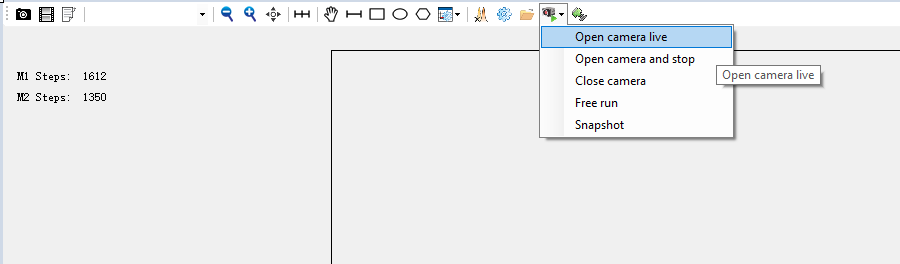 Open camera live
Open camera and stop
Close camera
Free run
Snapshot
Open camera live
M1 Steps: 1612
M2 Steps: 1350